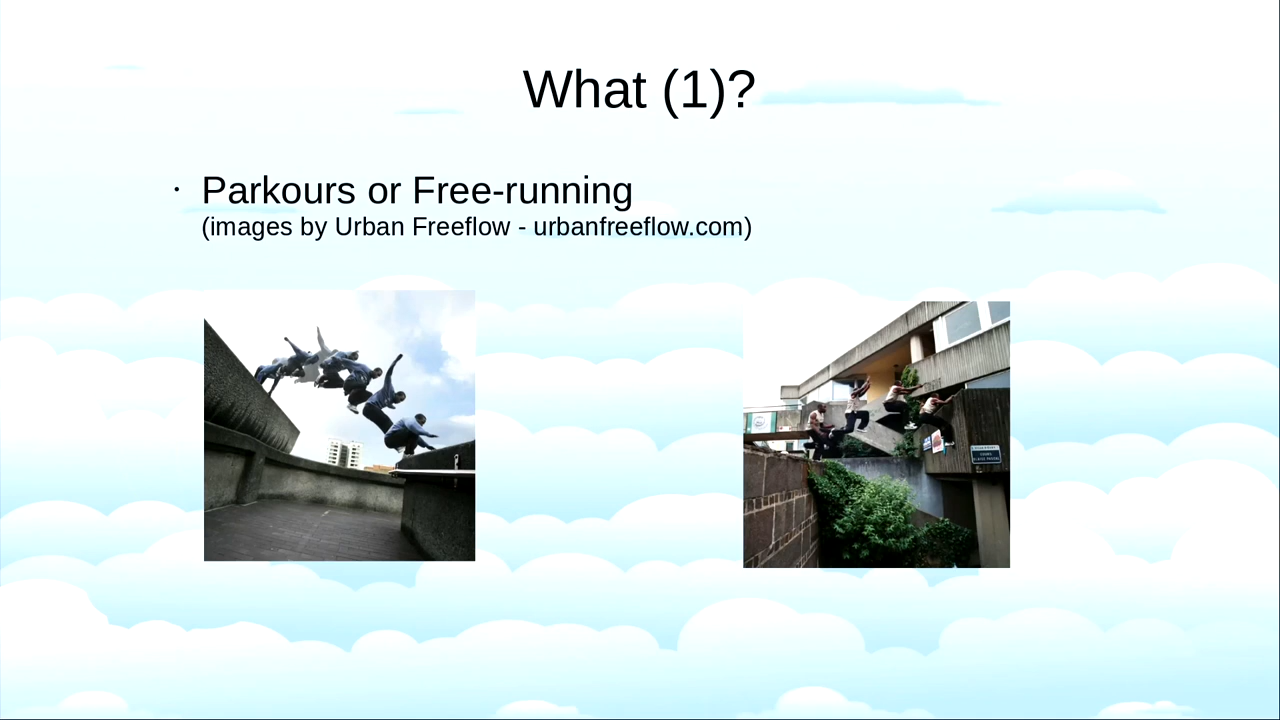 What (1)?
• Parkours or Free-running
(images by Urban Freeflow - urbanfreeflow.com)